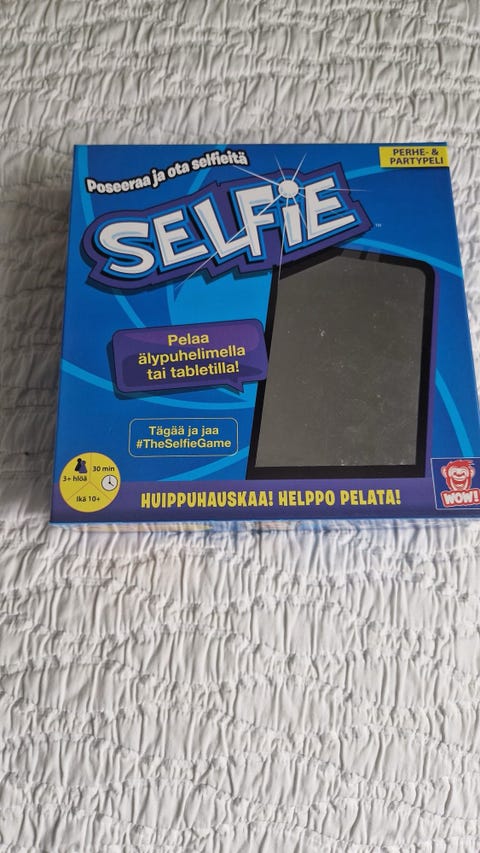 Poseeraa ja ota selfieitä
PERHE- &
PARTYPELI
SELFiE
TM
Pelaa
älypuhelimella
tai tabletilla!
Tägää ja jaa
#TheSelfieGame
30 min
3+ hlöä
Ikä 10+
HUIPPUHAUSKAA! HELPPO PELATA!
WOW!